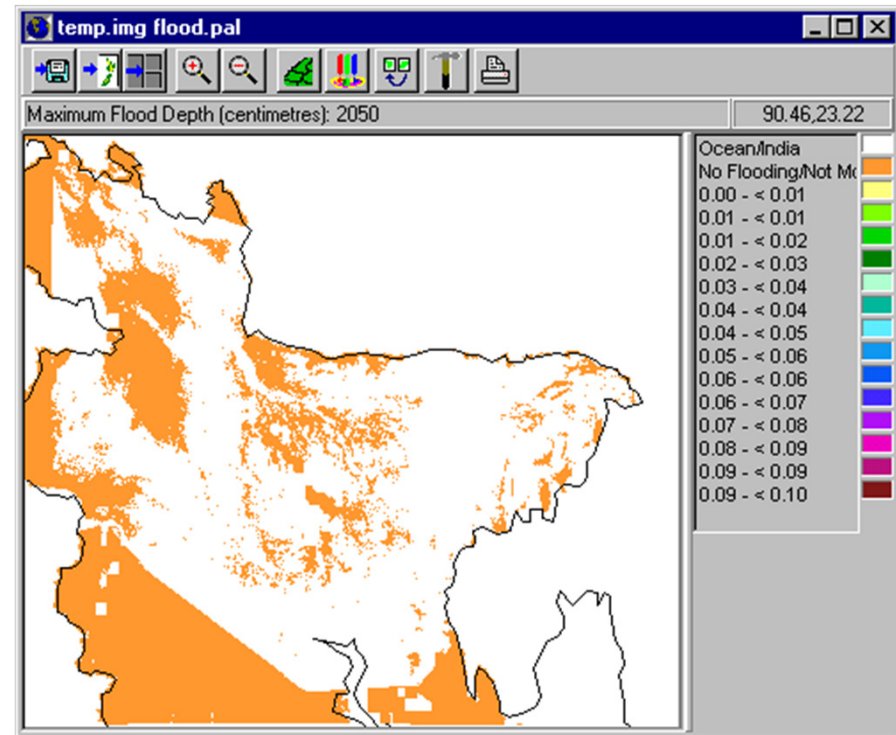 temp.img flood.pal
Maximum Flood Depth (centimetres): 2050
90.46,23.22
Ocean/India
No Flooding/Not Mo
0.00 - < 0.01
0.01 - < 0.01
0.01 - < 0.02
0.02 - < 0.03
0.03 - < 0.04
0.04 - < 0.04
0.04 - < 0.05
0.05 - < 0.06
0.06 - < 0.06
0.06 - < 0.07
0.07 - < 0.08
0.08 - < 0.09
0.09 - < 0.09
0.09 - < 0.10